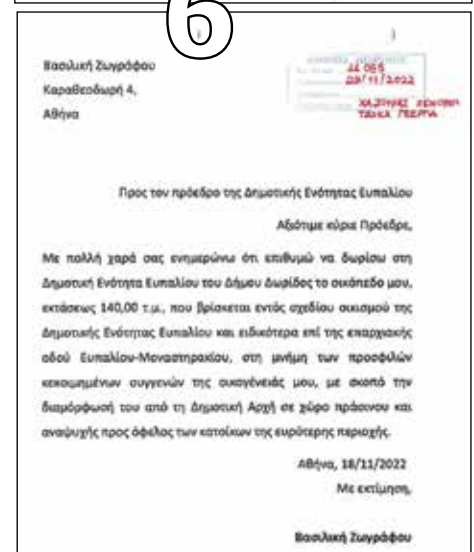 6
Βασιλική Ζωγράφου
Καραθεοδωρή 4,
Αθήνα
Προς τον πρόεδρο της Δημοτικής Ενότητας Ευπαλίου
Αξιότιμε κύριε Πρόεδρε,
Με πολλή χαρά σας ενημερώνω ότι επιθυμώ να δωρίσω στη
Δημοτική Ενότητα Ευπαλίου του Δήμου Δωρίδος το οικόπεδο μου,
εκτάσεως 140,00 τ.μ., που βρίσκεται εντός σχεδίου οικισμού της
Δημοτικής Ενότητας Ευπαλίου και ειδικότερα επί της επαρχιακής
οδού Ευπαλίου-Μοναστηρακίου, στη μνήμη των προσφιλών
κεκοιμημένων συγγενών της οικογένειάς μου, με σκοπό την
διαμόρφωσή του από τη Δημοτική Αρχή σε χώρο πράσινου και
αναψυχής προς όφελος των κατοίκων της ευρύτερης περιοχής.
Αθήνα, 18/11/2022
Με εκτίμηση,
Βασιλική Ζωγράφου